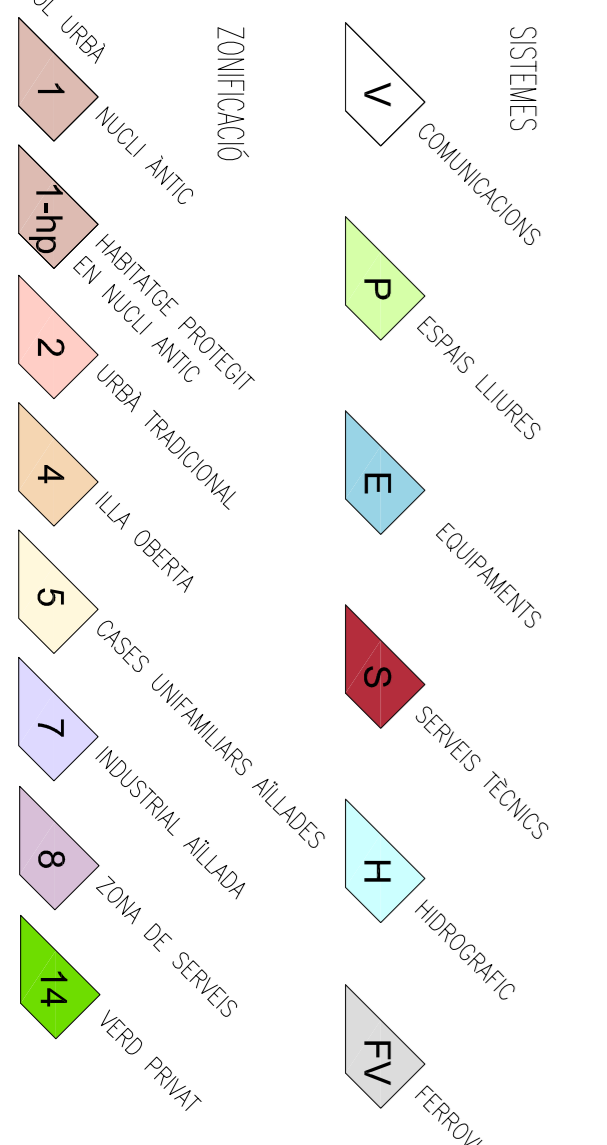 SISTEMES
V COMUNICACIONS
P ESPAIS LLIURES
E EQUIPAMENTS
S SERVEIS TÈCNICS
H HIDROGRAFIC
FV
ZONIFICACIÓ
URBÀ
1 NUCLI ÀNTIC
1-hp HABITATGE PROTEGIT
EN NUCLI ANTIC
2 URBÀ TRADICIONAL
4 ILLA OBERTA
5 CASES UNIFAMILIARS AÏLLADES
7 INDUSTRIAL AÏLLADA
8 ZONA DE SERVEIS
14 VERD PRIVAT